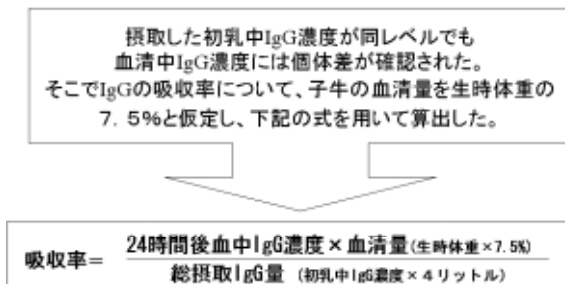 摂取した初乳中IgG濃度が同レベルでも
血清中IgG濃度には個体差が確認された。
そこでIgGの吸収率について、子牛の血清量を生時体重の
7.5%と仮定し、下記の式を用いて算出した。
24時間後血中IgG濃度×血清量(生時体重×7.5%)
吸収率=
総摂取IgG量 (初乳中IgG濃度×4リットル)